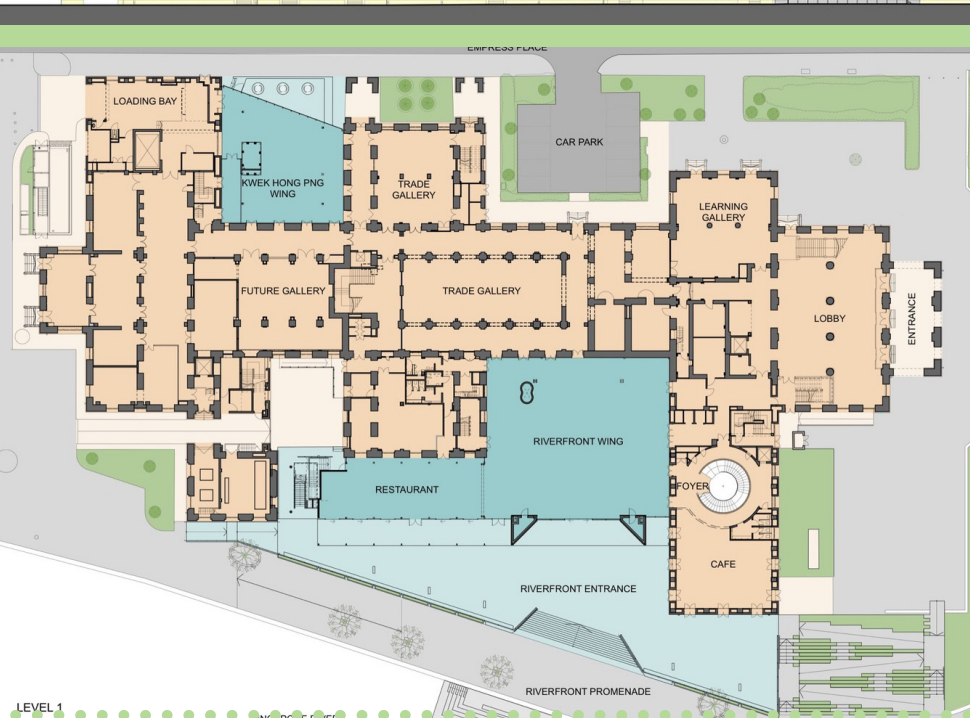 EMPRESS PLACE
LOADING BAY
CAR PARK
KWEK HONG PNG
WING
TRADE
GALLERY
LEARNING
GALLERY
FUTURE GALLERY
TRADE GALLERY
LOBBY
ENTRANCE
RIVERFRONT WING
RESTAURANT
FOYER
CAFE
RIVERFRONT ENTRANCE
RIVERFRONT PROMENADE
LEVEL 1